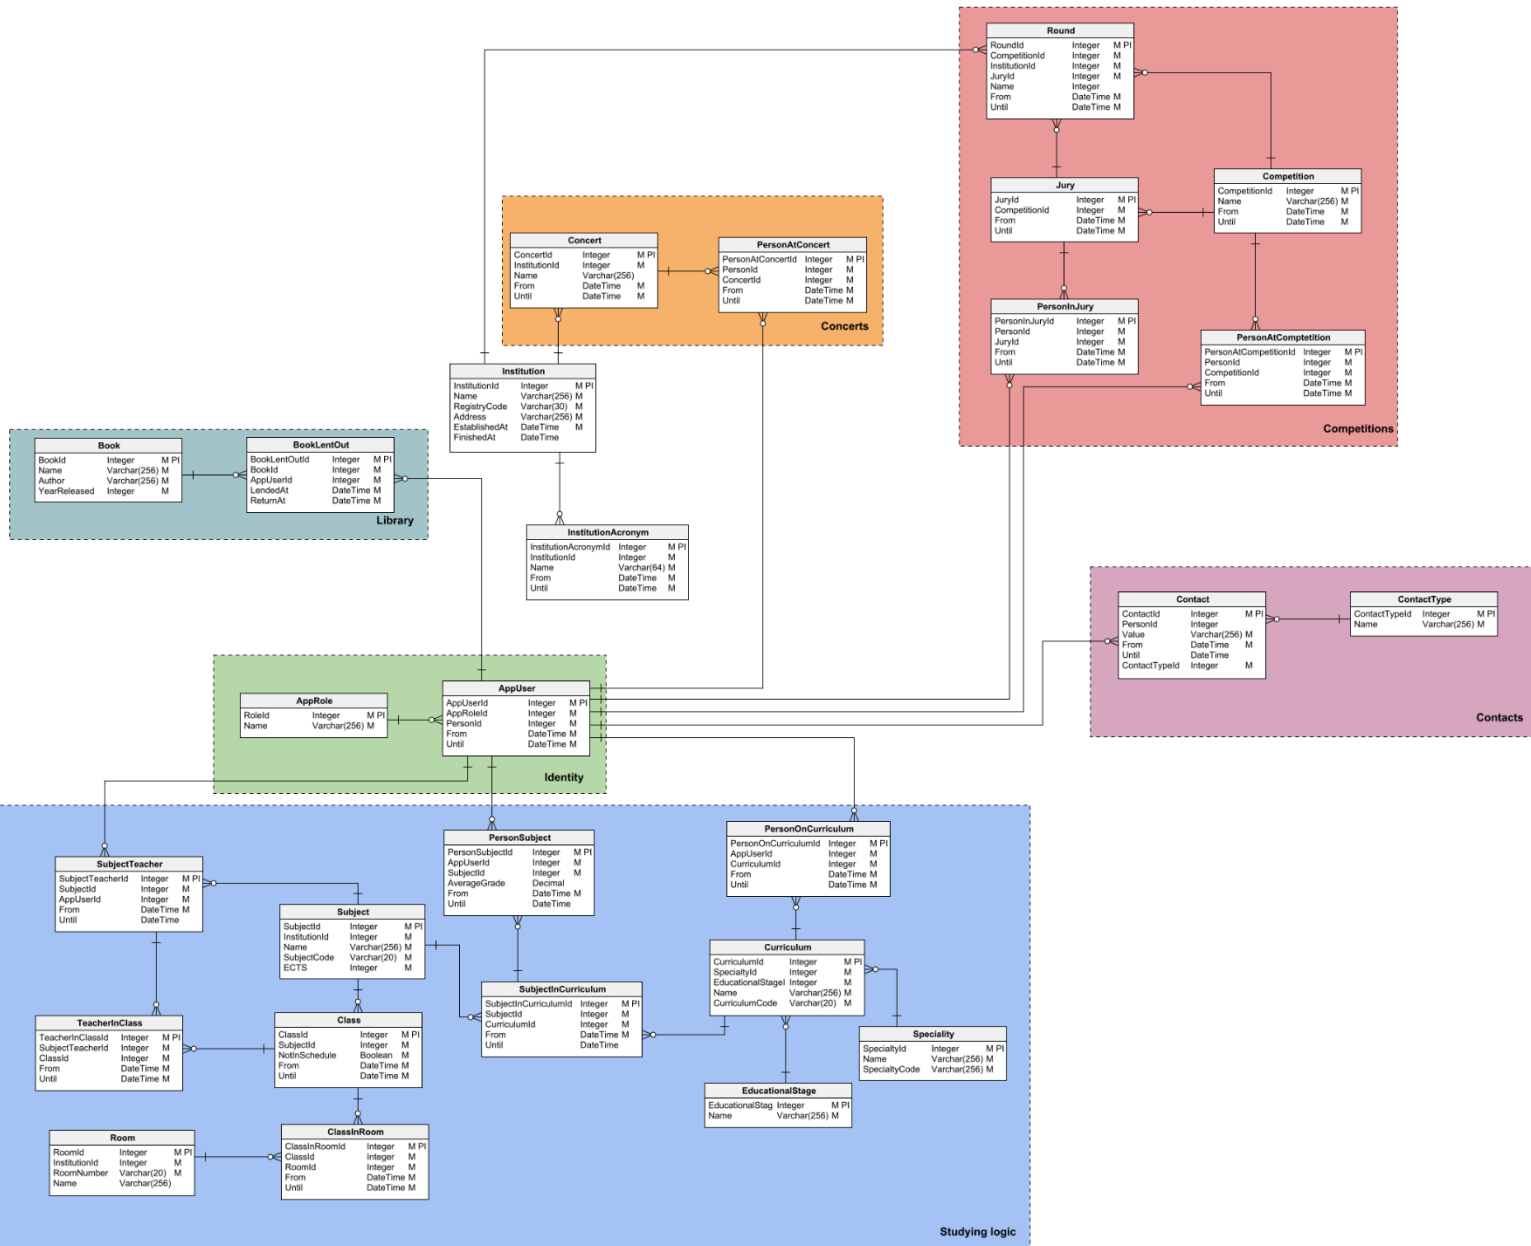 Round
RoundId Integer M PI
CompetitionId Integer M
InstitutionId Integer M
JuryId Integer M
Name Integer
From DateTime M
Until DateTime M
Jury
JuryId Integer M PI
CompetitionId Integer M
From DateTime M
Until DateTime M
Competition
CompetitionId Integer M PI
Name Varchar(256) M
From DateTime M
Until DateTime M
PersonInJury
PersonInJuryId Integer M PI
PersonId Integer M
JuryId Integer M
From DateTime M
Until DateTime M
PersonAtComptetition
PersonAtCompetitionId Integer M PI
PersonId Integer M
CompetitionId Integer M
From DateTime M
Until DateTime M
Competitions
Concert
ConcertId Integer M PI
InstitutionId Integer M
Name Varchar(256)
From DateTime M
Until DateTime M
PersonAtConcert
PersonAtConcertId Integer M PI
PersonId Integer M
ConcertId Integer M
From DateTime M
Until DateTime M
Concerts
Institution
InstitutionId Integer M PI
Name Varchar(256) M
RegistryCode Varchar(30) M
Address Varchar(256) M
EstablishedAt DateTime M
FinishedAt DateTime
Book
BookId Integer M PI
Name Varchar(256) M
Author Varchar(256) M
YearReleased Integer M
BookLentOut
BookLentOutId Integer M PI
BookId Integer M
AppUserId Integer M
LendedAt DateTime M
ReturnAt DateTime M
Library
InstitutionAcronym
InstitutionAcronymId Integer M PI
InstitutionId Integer M
Name Varchar(64) M
From DateTime M
Until DateTime M
Contact
ContactId Integer M PI
PersonId Integer
Value Varchar(256) M
From DateTime M
Until DateTime
ContactTypeId Integer M
ContactType
ContactTypeId Integer M PI
Name Varchar(256) M
Contacts
AppRole
RoleId Integer M PI
Name Varchar(256) M
AppUser
AppUserId Integer M PI
AppRoleId Integer M
PersonId Integer M
From DateTime M
Until DateTime M
Identity
SubjectTeacher
SubjectTeacherId Integer M PI
SubjectId Integer M
AppUserId Integer M
From DateTime M
Until DateTime
PersonSubject
PersonSubjectId Integer M PI
AppUserId Integer M
SubjectId Integer M
AverageGrade Decimal
From DateTime M
Until DateTime
PersonOnCurriculum
PersonOnCurriculumId Integer M PI
AppUserId Integer M
CurriculumId Integer M
From DateTime M
Until DateTime M
Subject
SubjectId Integer M PI
InstitutionId Integer M
Name Varchar(256) M
SubjectCode Varchar(20) M
ECTS Integer M
Curriculum
CurriculumId Integer M PI
SpecialtyId Integer M
EducationalStageI Integer M
Name Varchar(256) M
CurriculumCode Varchar(20) M
SubjectInCurriculum
SubjectInCurriculumId Integer M PI
SubjectId Integer M
CurriculumId Integer M
From DateTime M
Until DateTime
TeacherInClass
TeacherInClassId Integer M PI
SubjectTeacherId Integer M
ClassId Integer M
From DateTime M
Until DateTime M
Class
ClassId Integer M PI
SubjectId Integer M
NotInSchedule Boolean M
From DateTime M
Until DateTime M
Speciality
SpecialtyId Integer M PI
Name Varchar(256) M
SpecialtyCode Varchar(256) M
EducationalStage
EducationalStag Integer M PI
Name Varchar(256) M
Room
RoomId Integer M PI
InstitutionId Integer M
RoomNumber Varchar(20) M
Name Varchar(256)
ClassInRoom
ClassInRoomId Integer M PI
ClassId Integer M
RoomId Integer M
From DateTime M
Until DateTime M
Studying logic